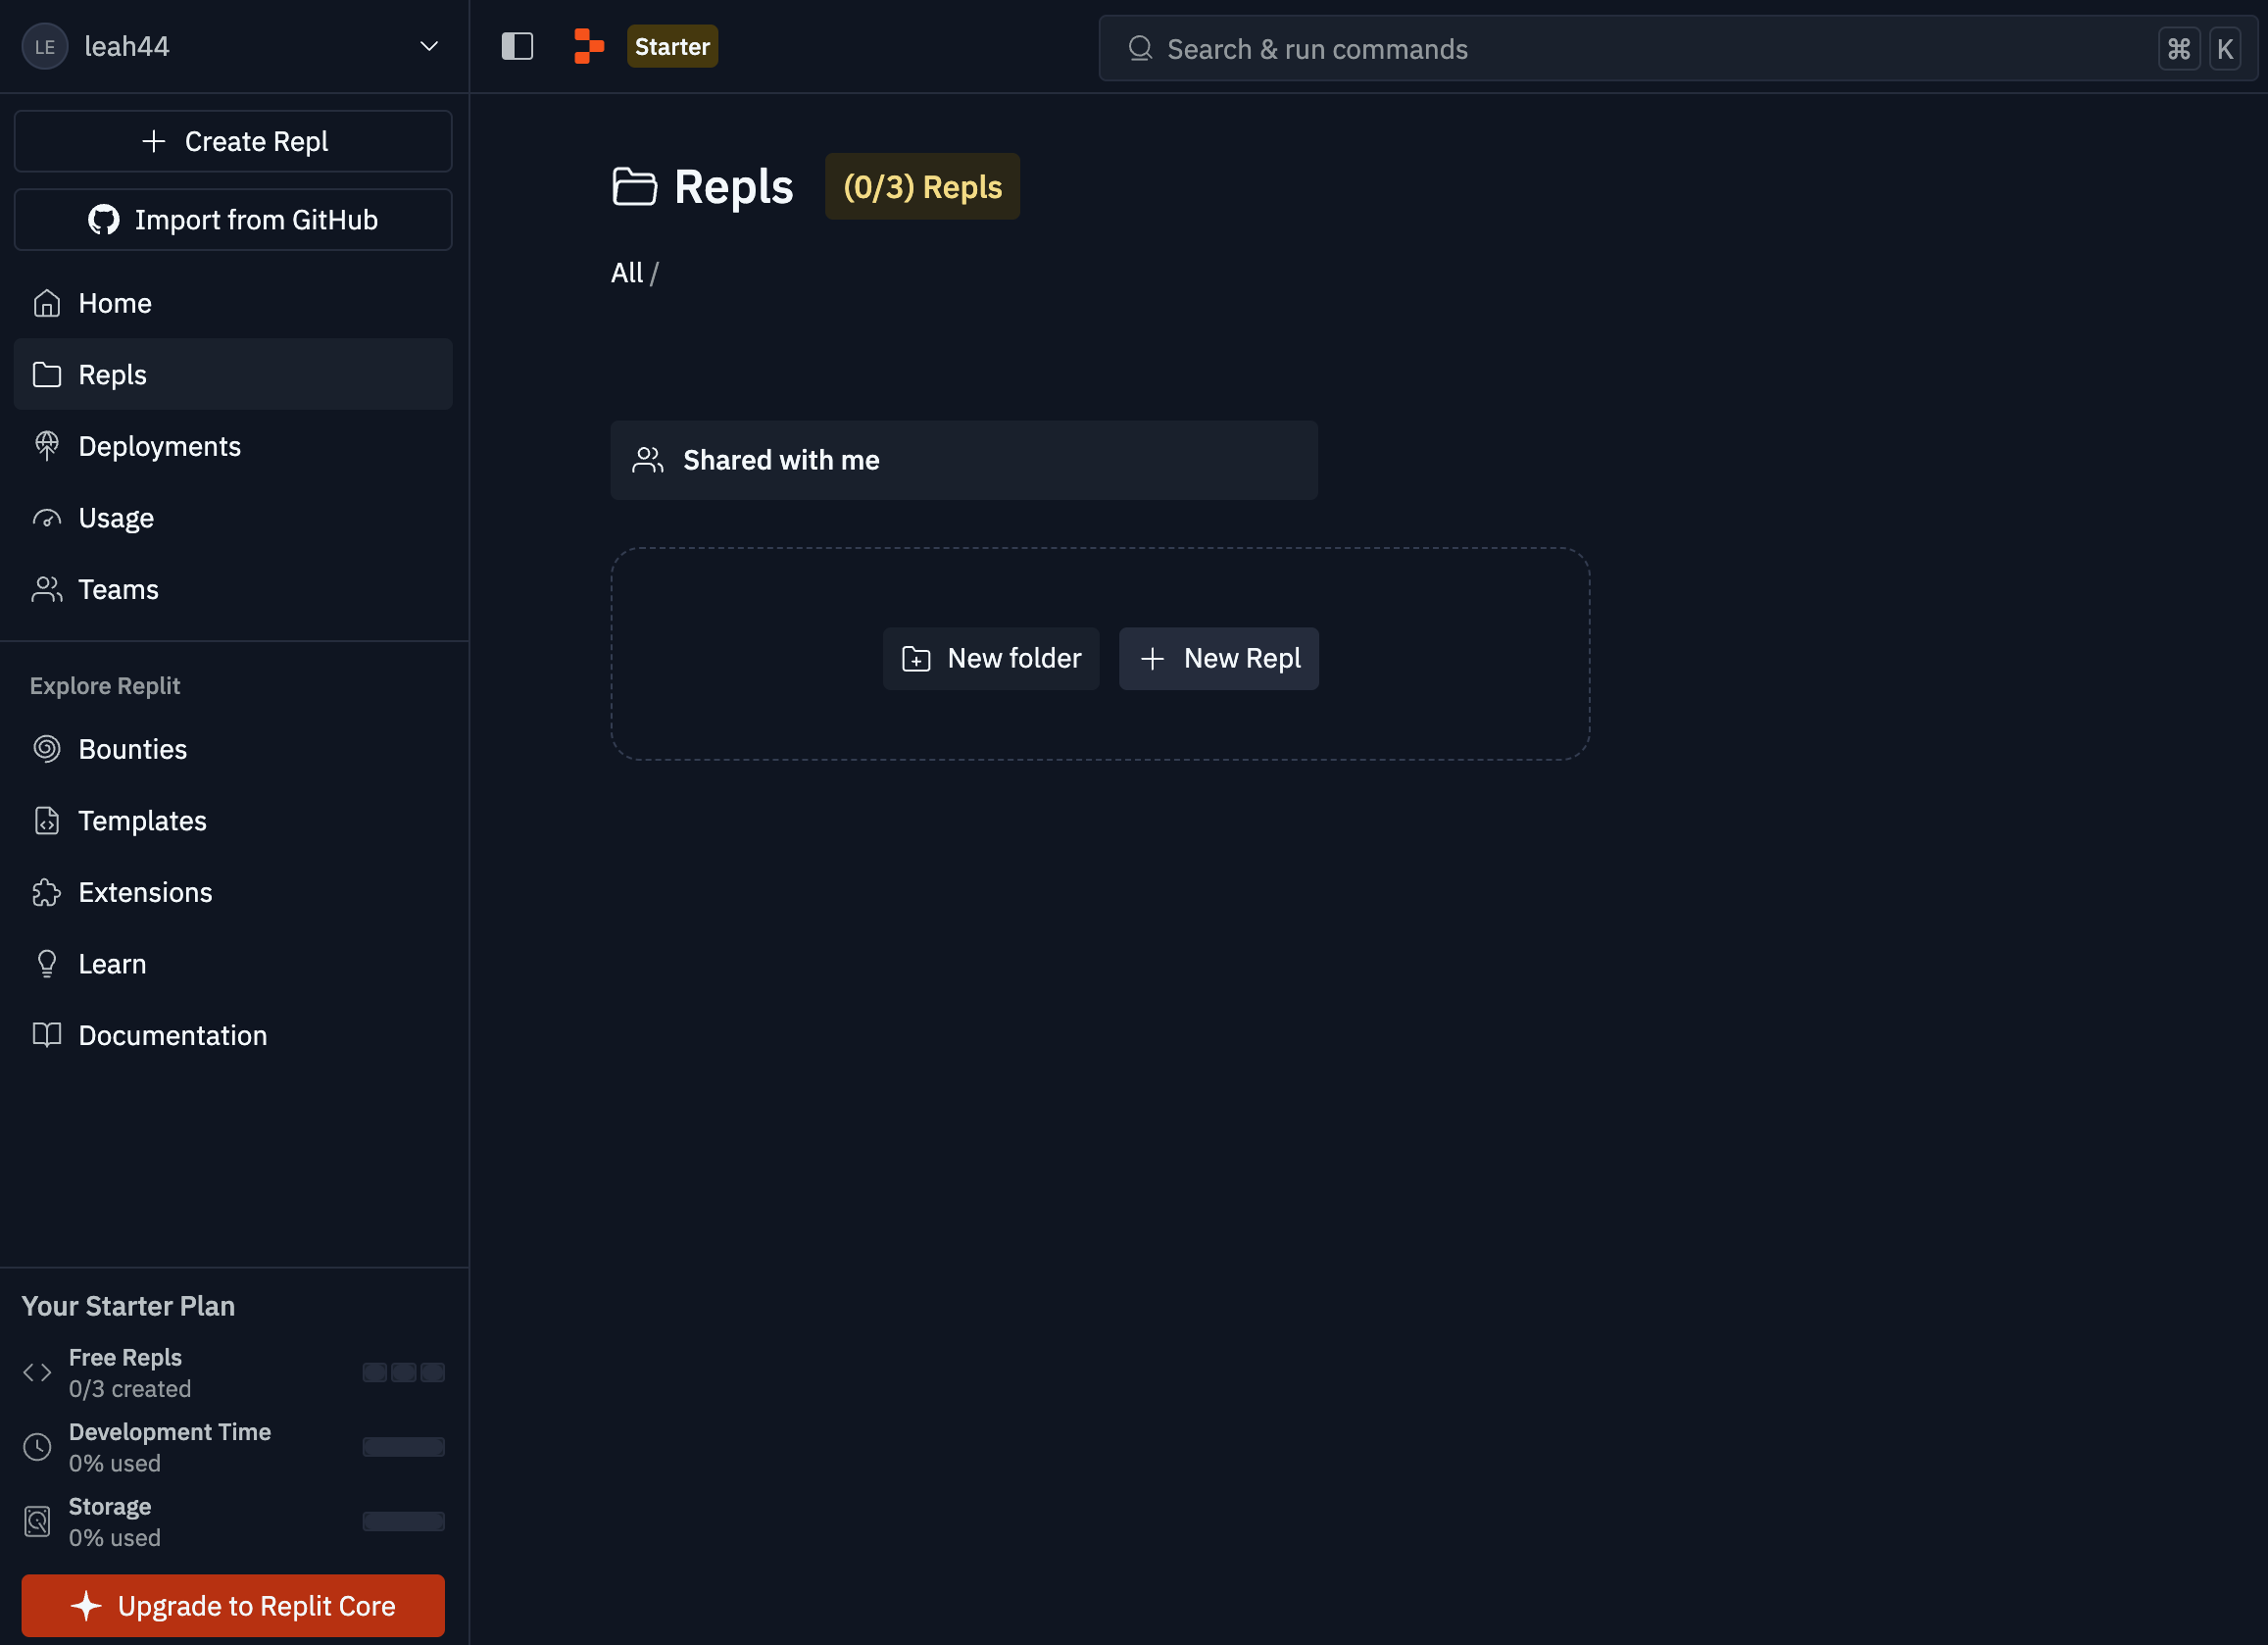 LE
leah44
Starter
Search & run commands
⌘ K
Create Repl
Import from GitHub
Home
Repls
Deployments
Usage
Teams
Explore Replit
Bounties
Templates
Extensions
Learn
Documentation
Your Starter Plan
Free Repls
0/3 created
Development Time
0% used
Storage
0% used
Upgrade to Replit Core
Repls
(0/3) Repls
All /
Shared with me
New folder
New Repl